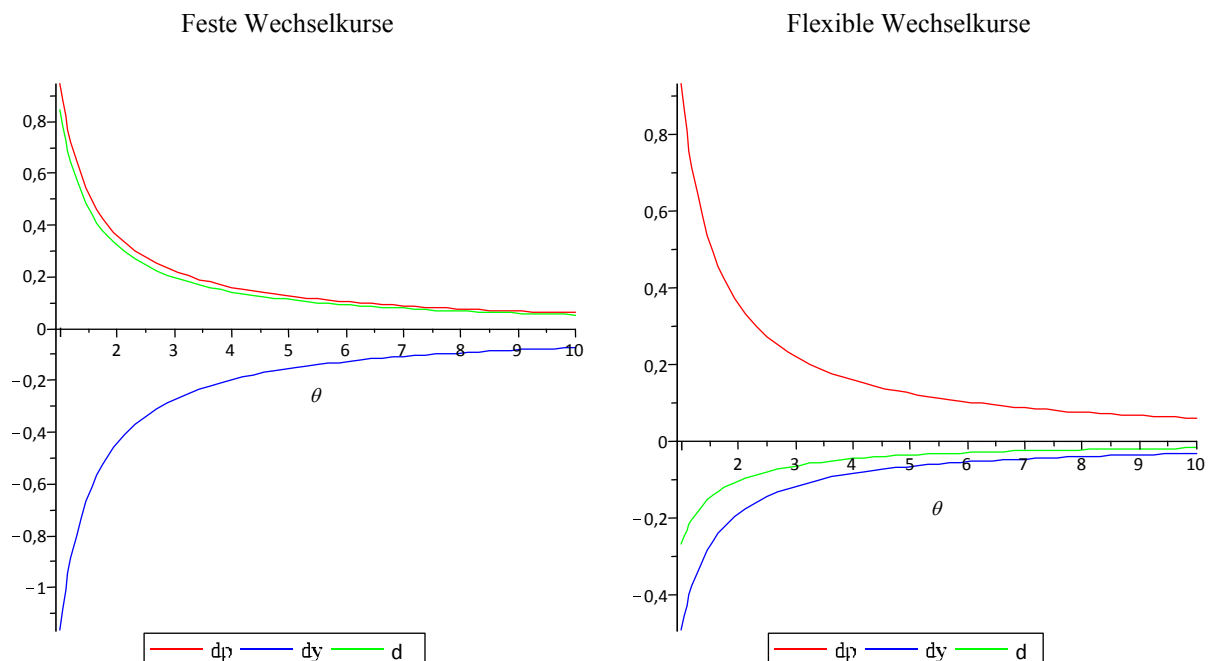 Feste Wechselkurse
0,8
0,6
0,4
0,2
0
2 3 4 5 6 7 8 9 10
−0,2
θ
−0,4
−0,6
−0,8
−1
dp dy d
Flexible Wechselkurse
0,8
0,6
0,4
0,2
0
2 3 4 5 6 7 8 9 10
−0,2
θ
−0,4
dp dy d